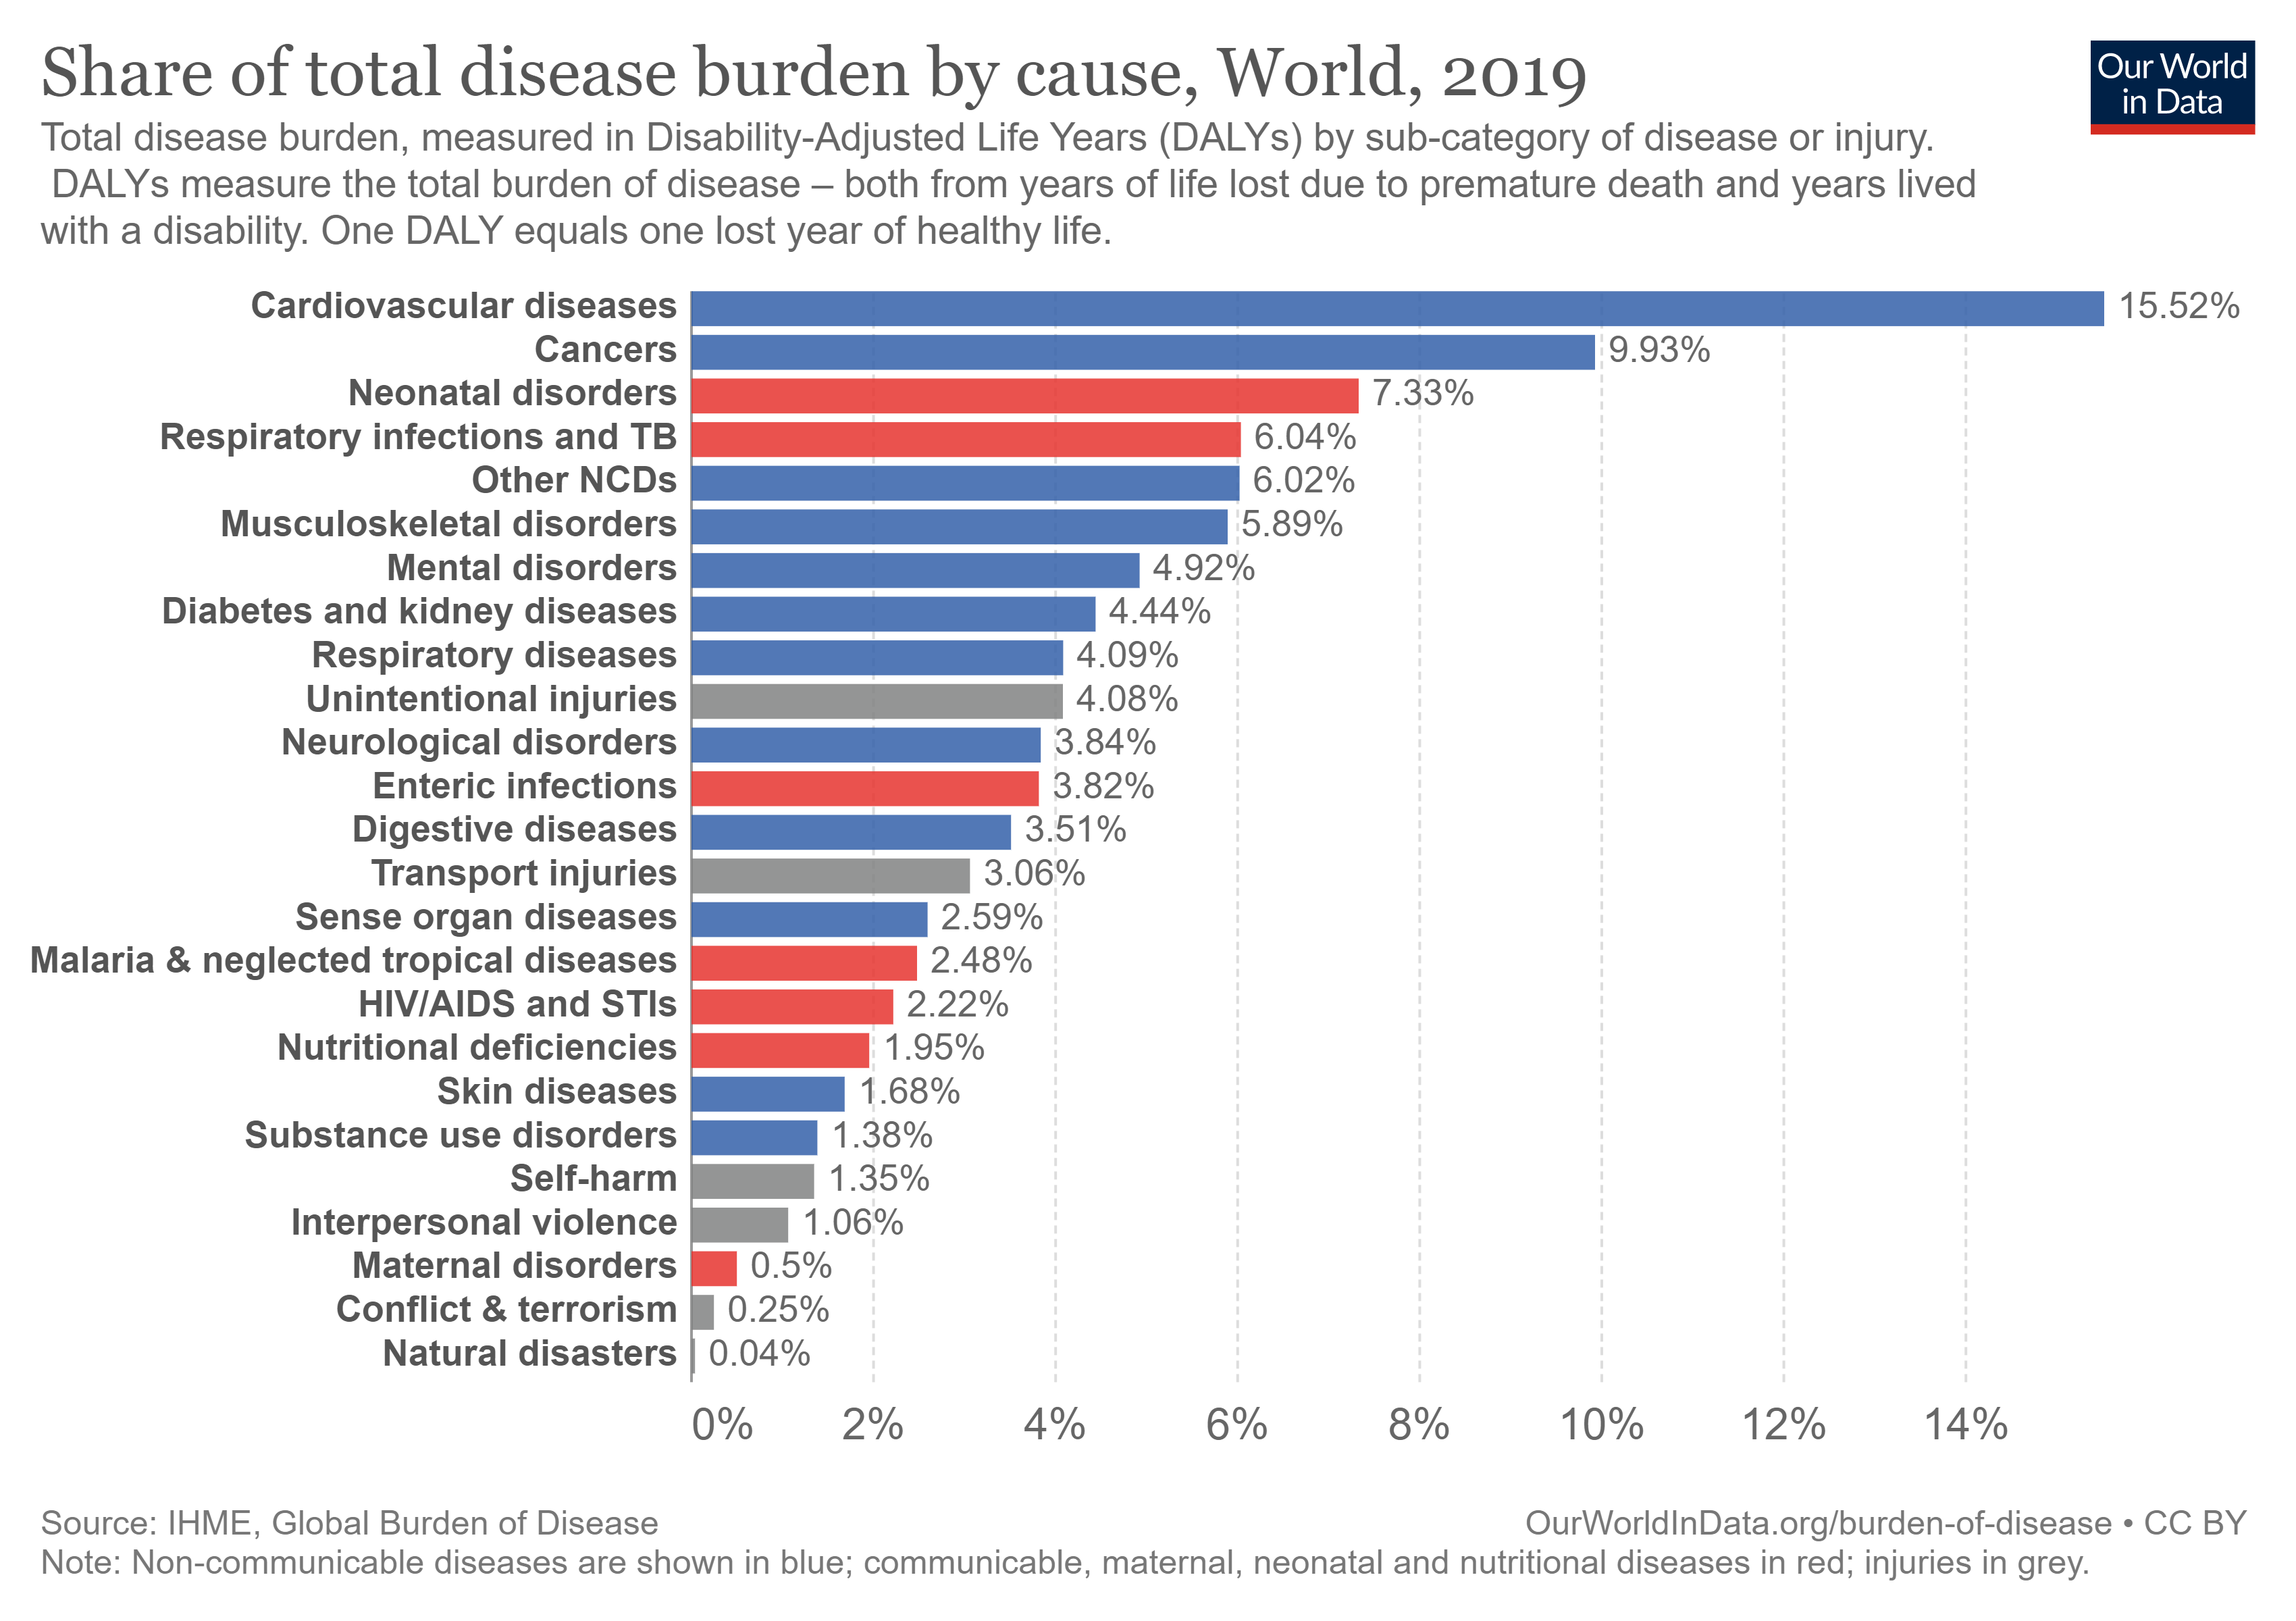 Share of total disease burden by cause, World, 2019
Our World
in Data
Total disease burden, measured in Disability-Adjusted Life Years (DALYs) by sub-category of disease or injury.
DALYs measure the total burden of disease – both from years of life lost due to premature death and years lived
with a disability. One DALY equals one lost year of healthy life.
Cardiovascular diseases 15.52%
Cancers 9.93%
Neonatal disorders 7.33%
Respiratory infections and TB 6.04%
Other NCDs 6.02%
Musculoskeletal disorders 5.89%
Mental disorders 4.92%
Diabetes and kidney diseases 4.44%
Respiratory diseases 4.09%
Unintentional injuries 4.08%
Neurological disorders 3.84%
Enteric infections 3.82%
Digestive diseases 3.51%
Transport injuries 3.06%
Sense organ diseases 2.59%
Malaria & neglected tropical diseases 2.48%
HIV/AIDS and STIs 2.22%
Nutritional deficiencies 1.95%
Skin diseases 1.68%
Substance use disorders 1.38%
Self-harm 1.35%
Interpersonal violence 1.06%
Maternal disorders 0.5%
Conflict & terrorism 0.25%
Natural disasters 0.04%
0% 2% 4% 6% 8% 10% 12% 14%
Source: IHME, Global Burden of Disease
OurWorldInData.org/burden-of-disease • CC BY
Note: Non-communicable diseases are shown in blue; communicable, maternal, neonatal and nutritional diseases in red; injuries in grey.